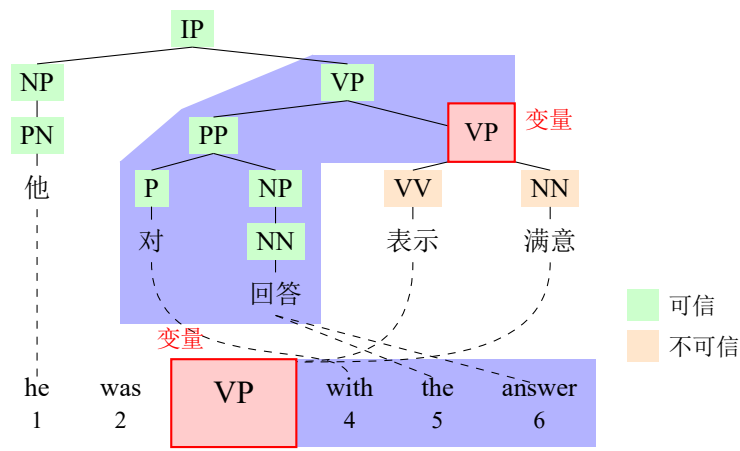 IP
NP VP
PN PP VP 变量
他 P NP VV NN
对 NN 表示 满意
回答
可信
变量
不可信
he was VP with the answer
1 2 4 5 6